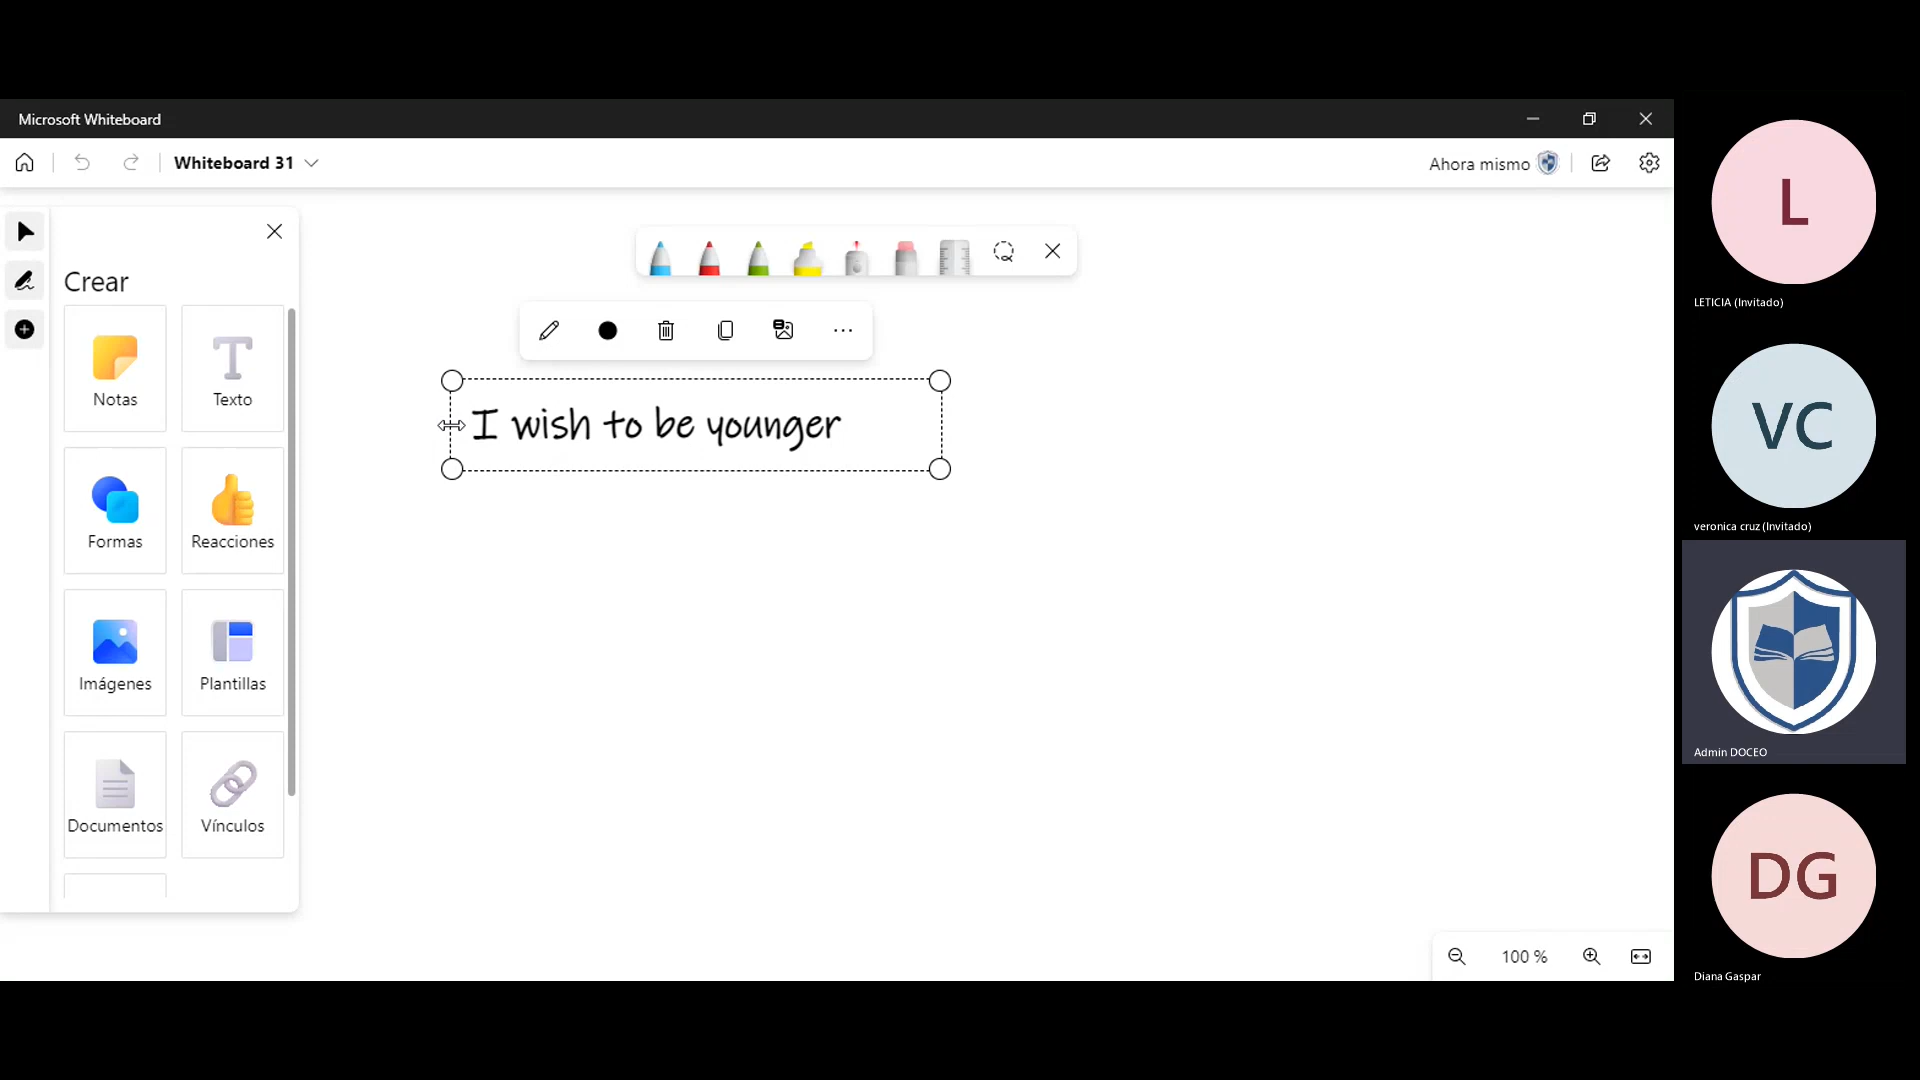 Microsoft Whiteboard
Whiteboard 31
Ahora mismo
Crear
Notas
Texto
Formas
Reacciones
Imágenes
Plantillas
Documentos
Vínculos
I wish to be younger
100 %
L
LETICIA (Invitado)
VC
veronica cruz (Invitado)
Admin DOCEO
DG
Diana Gaspar